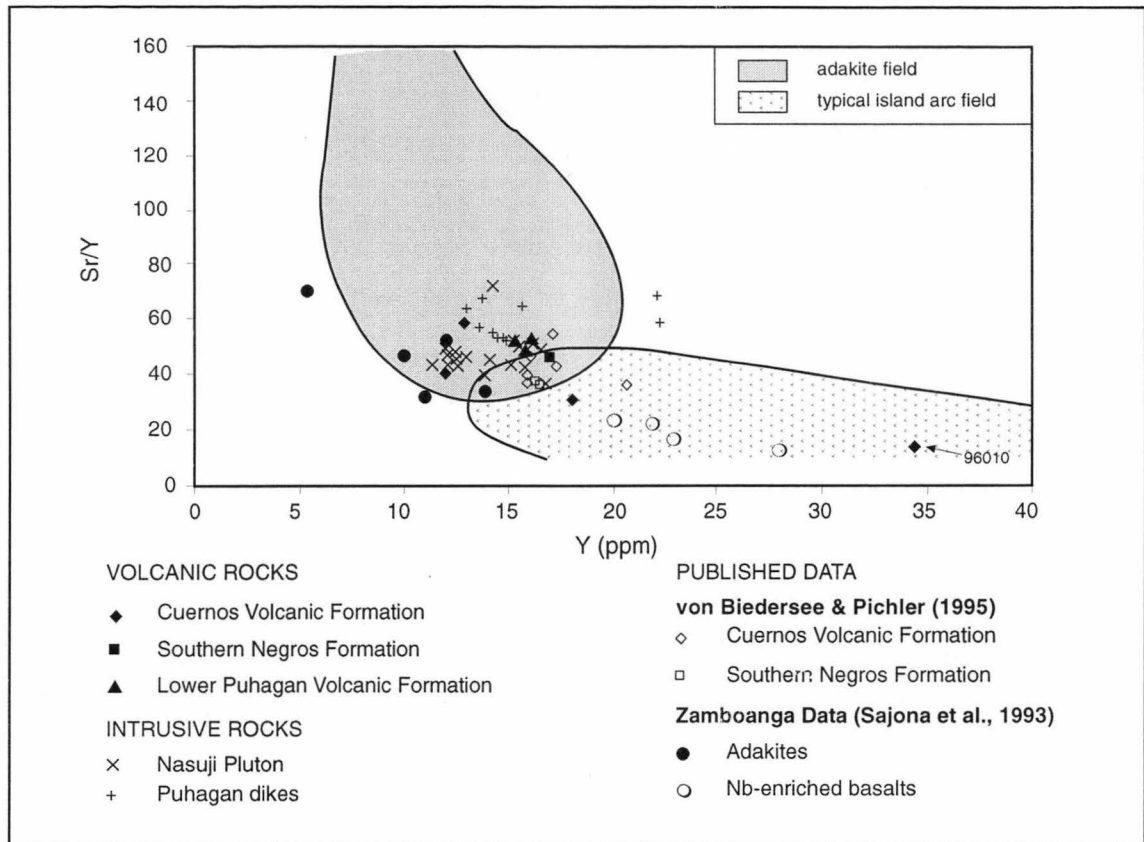 160
140
120
100
80
60
40
20
0
Sr/Y
adakite field
typical island arc field
96010
0 5 10 15 20 25 30 35 40
Y (ppm)
VOLCANIC ROCKS
Cuernos Volcanic Formation
Southern Negros Formation
Lower Puhagan Volcanic Formation
INTRUSIVE ROCKS
Nasuji Pluton
Puhagan dikes
PUBLISHED DATA
von Biedersee & Pichler (1995)
Cuernos Volcanic Formation
Southern Negros Formation
Zamboanga Data (Sajona et al., 1993)
Adakites
Nb-enriched basalts